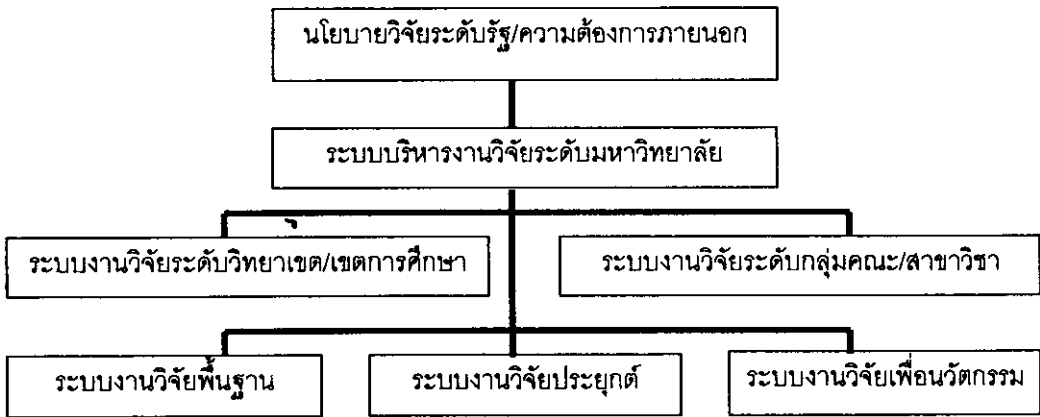 นโยบายวิจัยระดับรัฐ/ความต้องการภายนอก
ระบบบริหารงานวิจัยระดับมหาวิทยาลัย
ระบบงานวิจัยระดับวิทยาเขต/เขตการศึกษา
ระบบงานวิจัยระดับกลุ่มคณะ/สาขาวิชา
ระบบงานวิจัยพื้นฐาน
ระบบงานวิจัยประยุกต์
ระบบงานวิจัยเพื่อนวัตกรรม